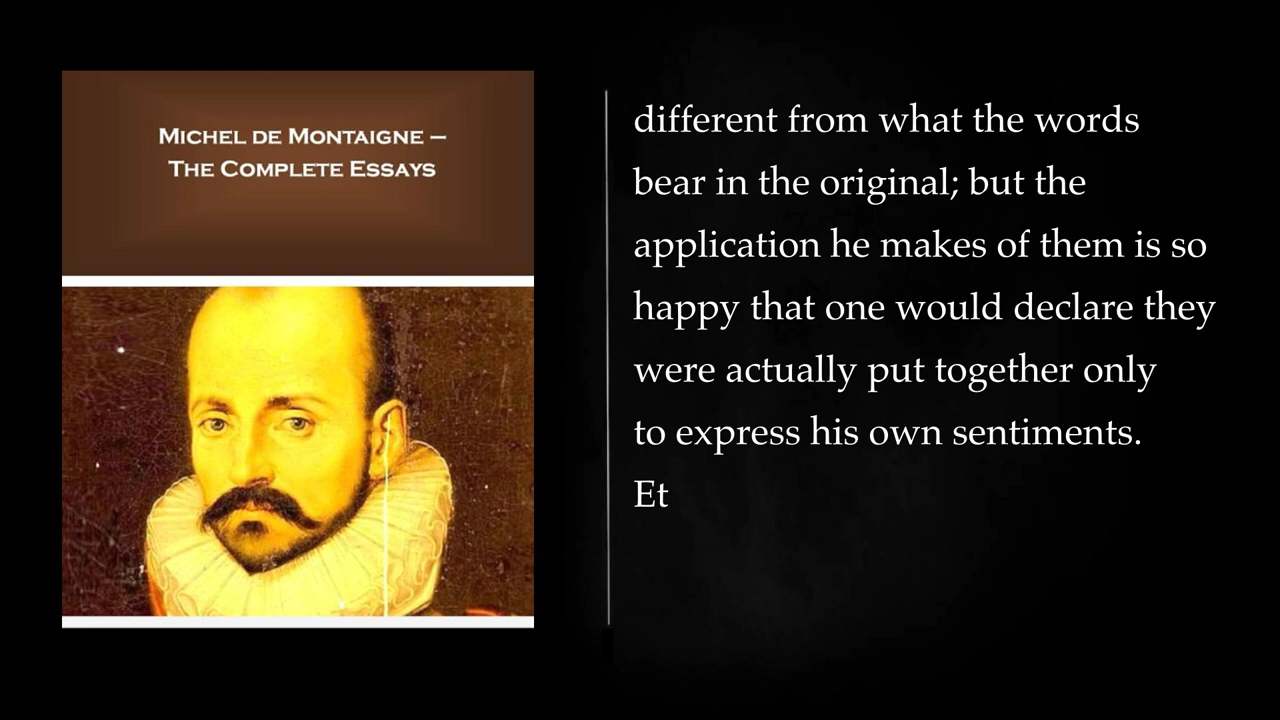 MICHEL DE MONTAIGNE –
THE COMPLETE ESSAYS
different from what the words
bear in the original; but the
application he makes of them is so
happy that one would declare they
were actually put together only
to express his own sentiments.
Et